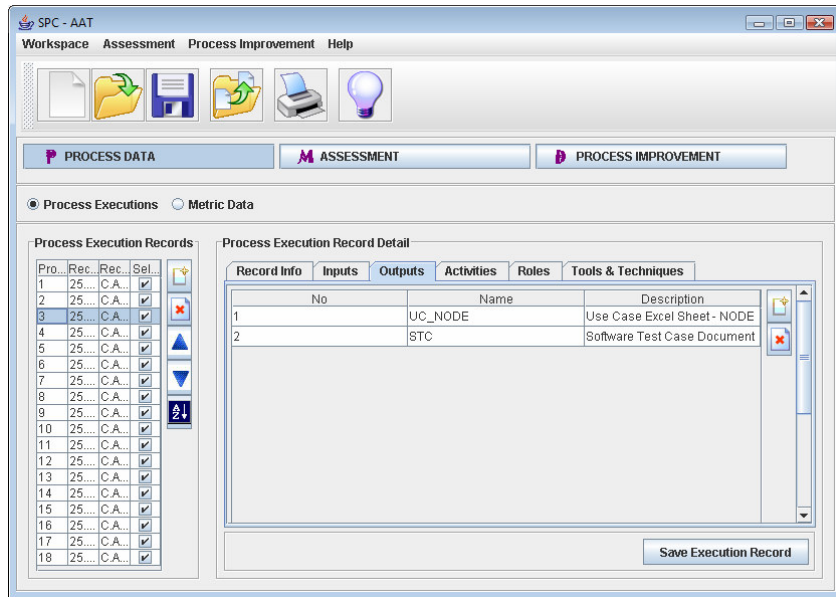 SPC - AAT
Workspace Assessment Process Improvement Help
PROCESS DATA
ASSESSMENT
PROCESS IMPROVEMENT
Process Executions Metric Data
Process Execution Records
Pro... Rec... Rec... Sel...
1 25.... C.A...
2 25.... C.A...
3 25.... C.A...
4 25.... C.A...
5 25.... C.A...
6 25.... C.A...
7 25.... C.A...
8 25.... C.A...
9 25.... C.A...
10 25.... C.A...
11 25.... C.A...
12 25.... C.A...
13 25.... C.A...
14 25.... C.A...
15 25.... C.A...
16 25.... C.A...
17 25.... C.A...
18 25.... C.A...
A
Z
Process Execution Record Detail
Record Info Inputs Outputs Activities Roles Tools & Techniques
No Name Description
1 UC_NODE Use Case Excel Sheet - NODE
2 STC Software Test Case Document
Save Execution Record